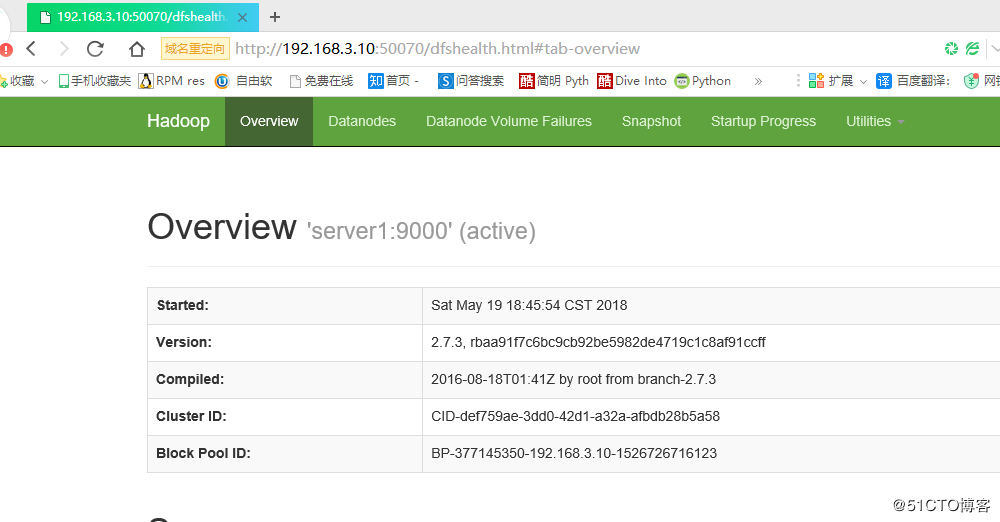 192.168.3.10:50070/dfshealth.
域名重定向 http://192.168.3.10:50070/dfshealth.html#tab-overview
收藏 手机收藏夹 RPM res 自由软 免费在线 知 首页 - S 问答搜索 酷 简明 Pyth 酷 Dive Into Python » 扩展 译 百度翻译: 网银
Hadoop Overview Datanodes Datanode Volume Failures Snapshot Startup Progress Utilities
Overview 'server1:9000' (active)
Started: Sat May 19 18:45:54 CST 2018
Version: 2.7.3, rbaa91f7c6bc9cb92be5982de4719c1c8af91ccff
Compiled: 2016-08-18T01:41Z by root from branch-2.7.3
Cluster ID: CID-def759ae-3dd0-42d1-a32a-afbdb28b5a58
Block Pool ID: BP-377145350-192.168.3.10-1526726716123
@51CTO博客